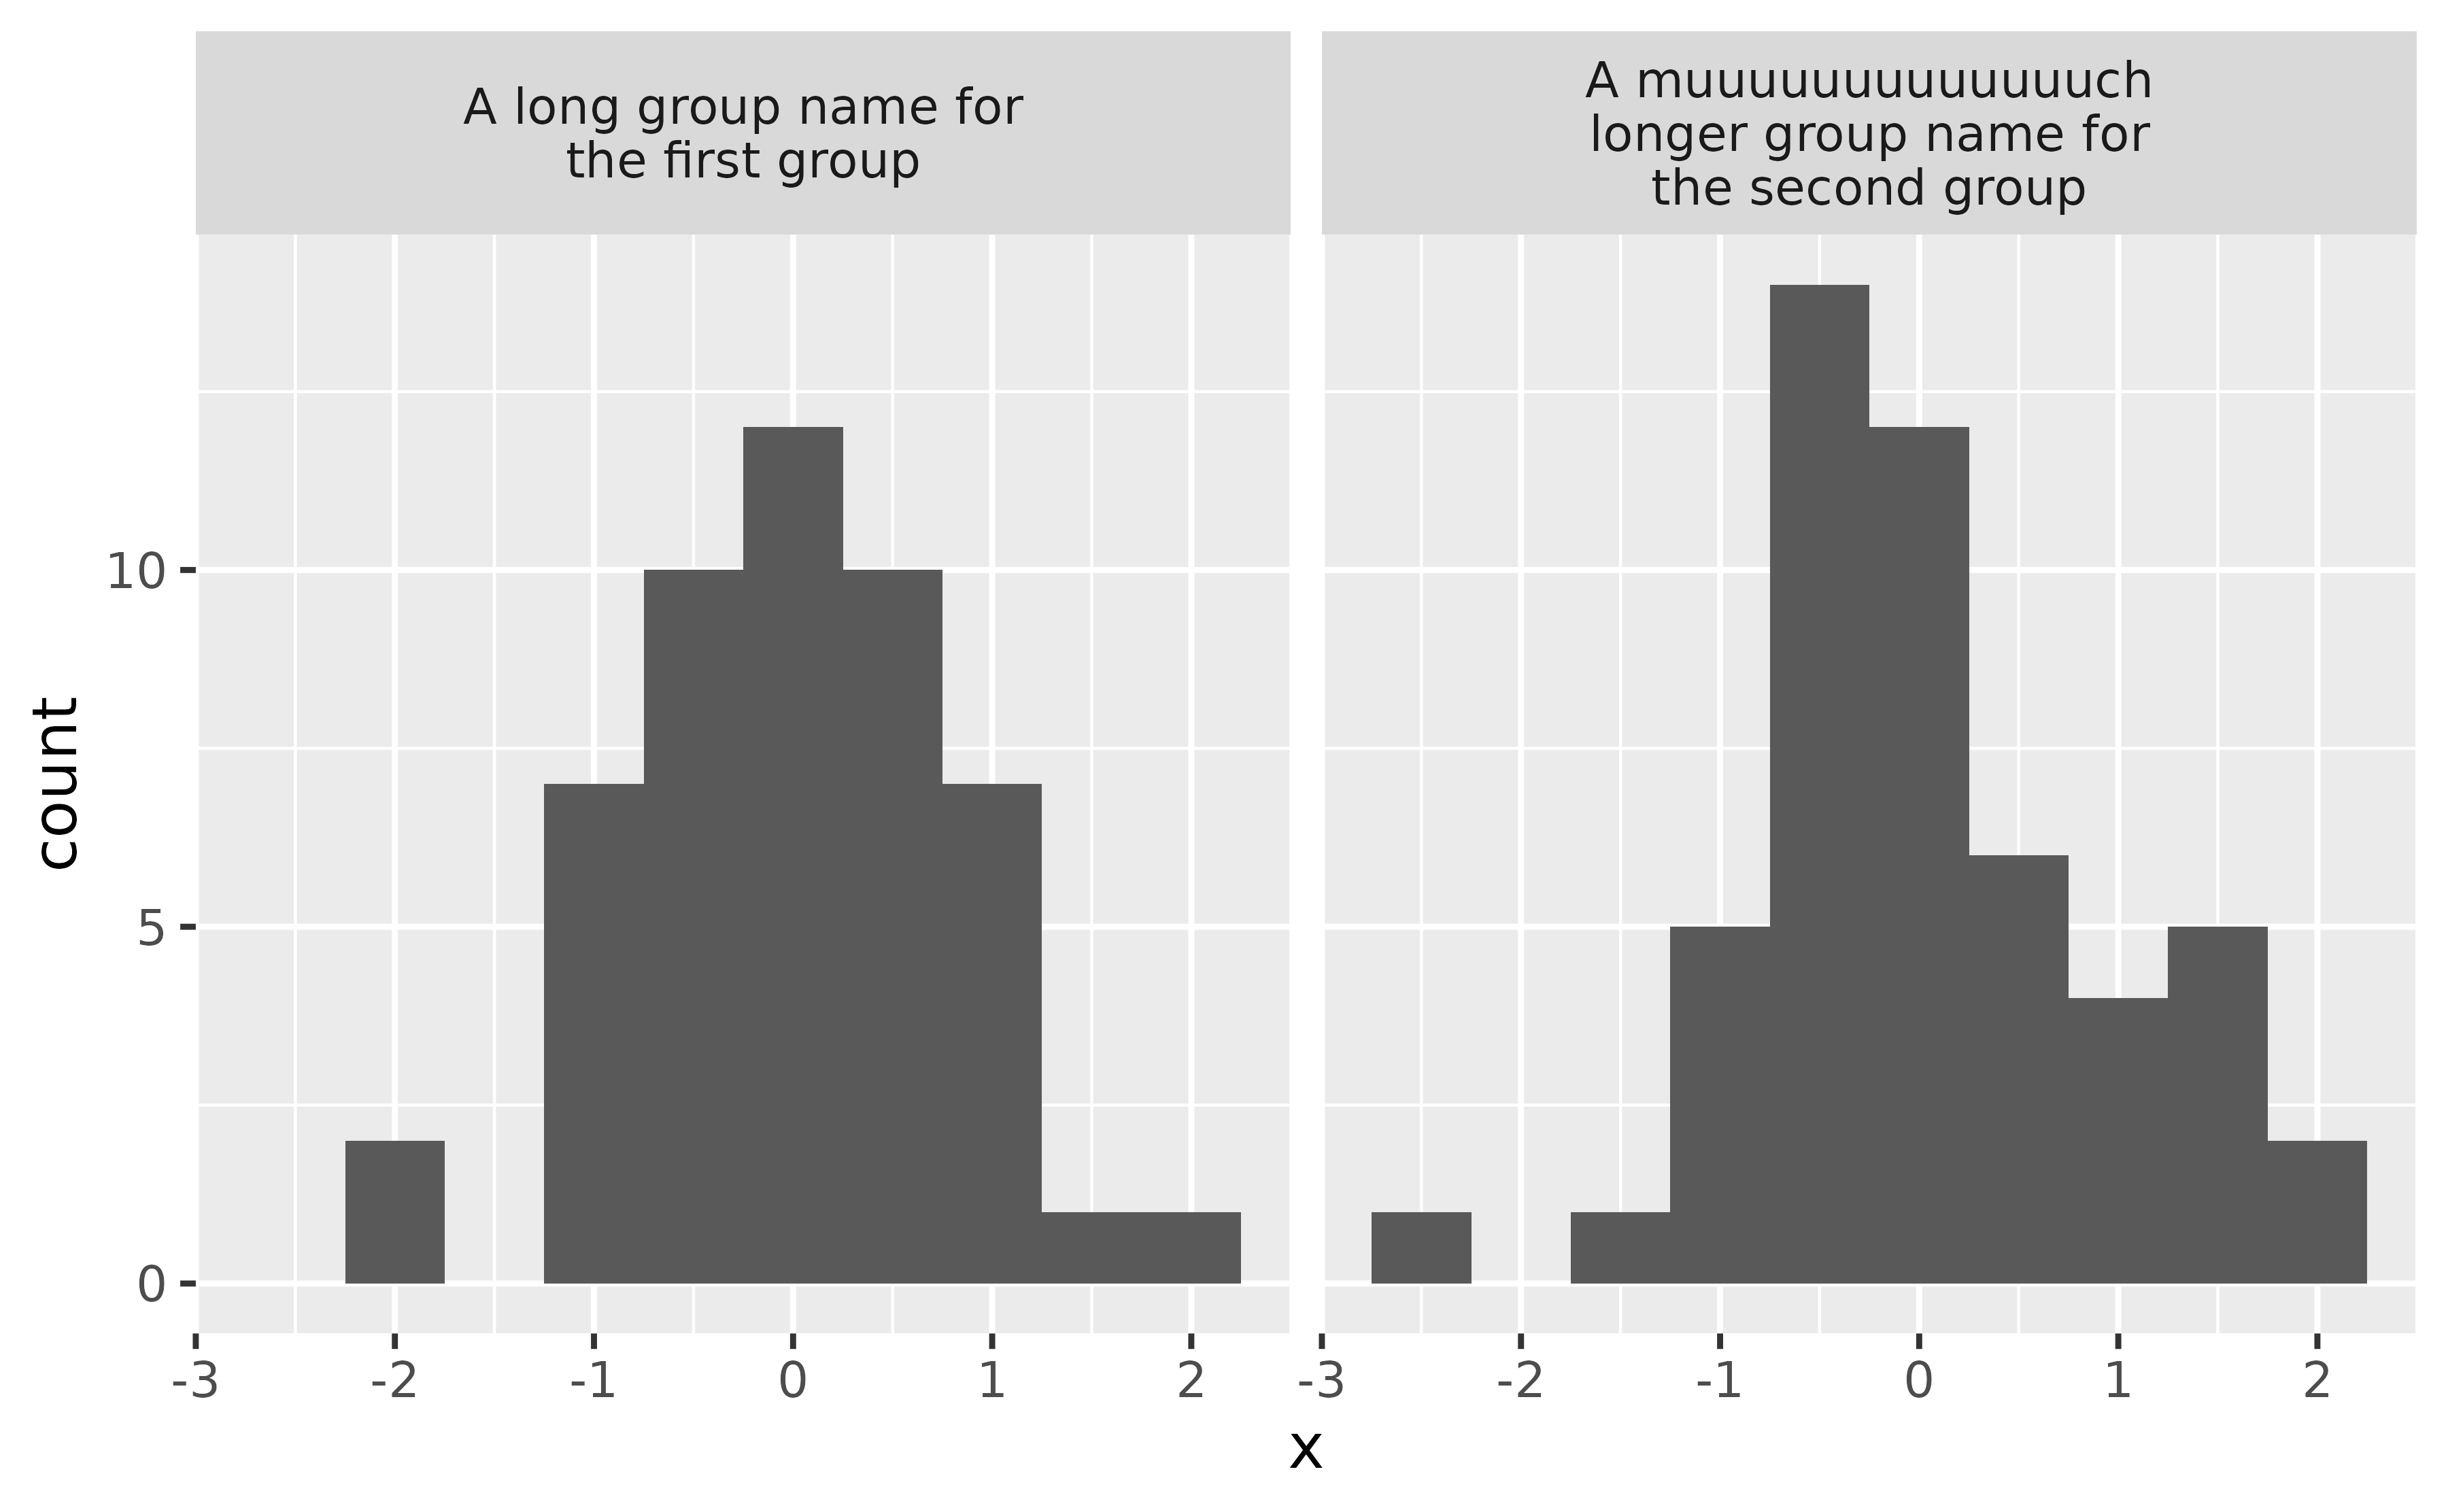 A long group name for
the first group
A muuuuuuuuuuuuuch
longer group name for
the second group
count
10
5
0
-3
-2
-1
0
1
2
-3
-2
-1
0
1
2
x